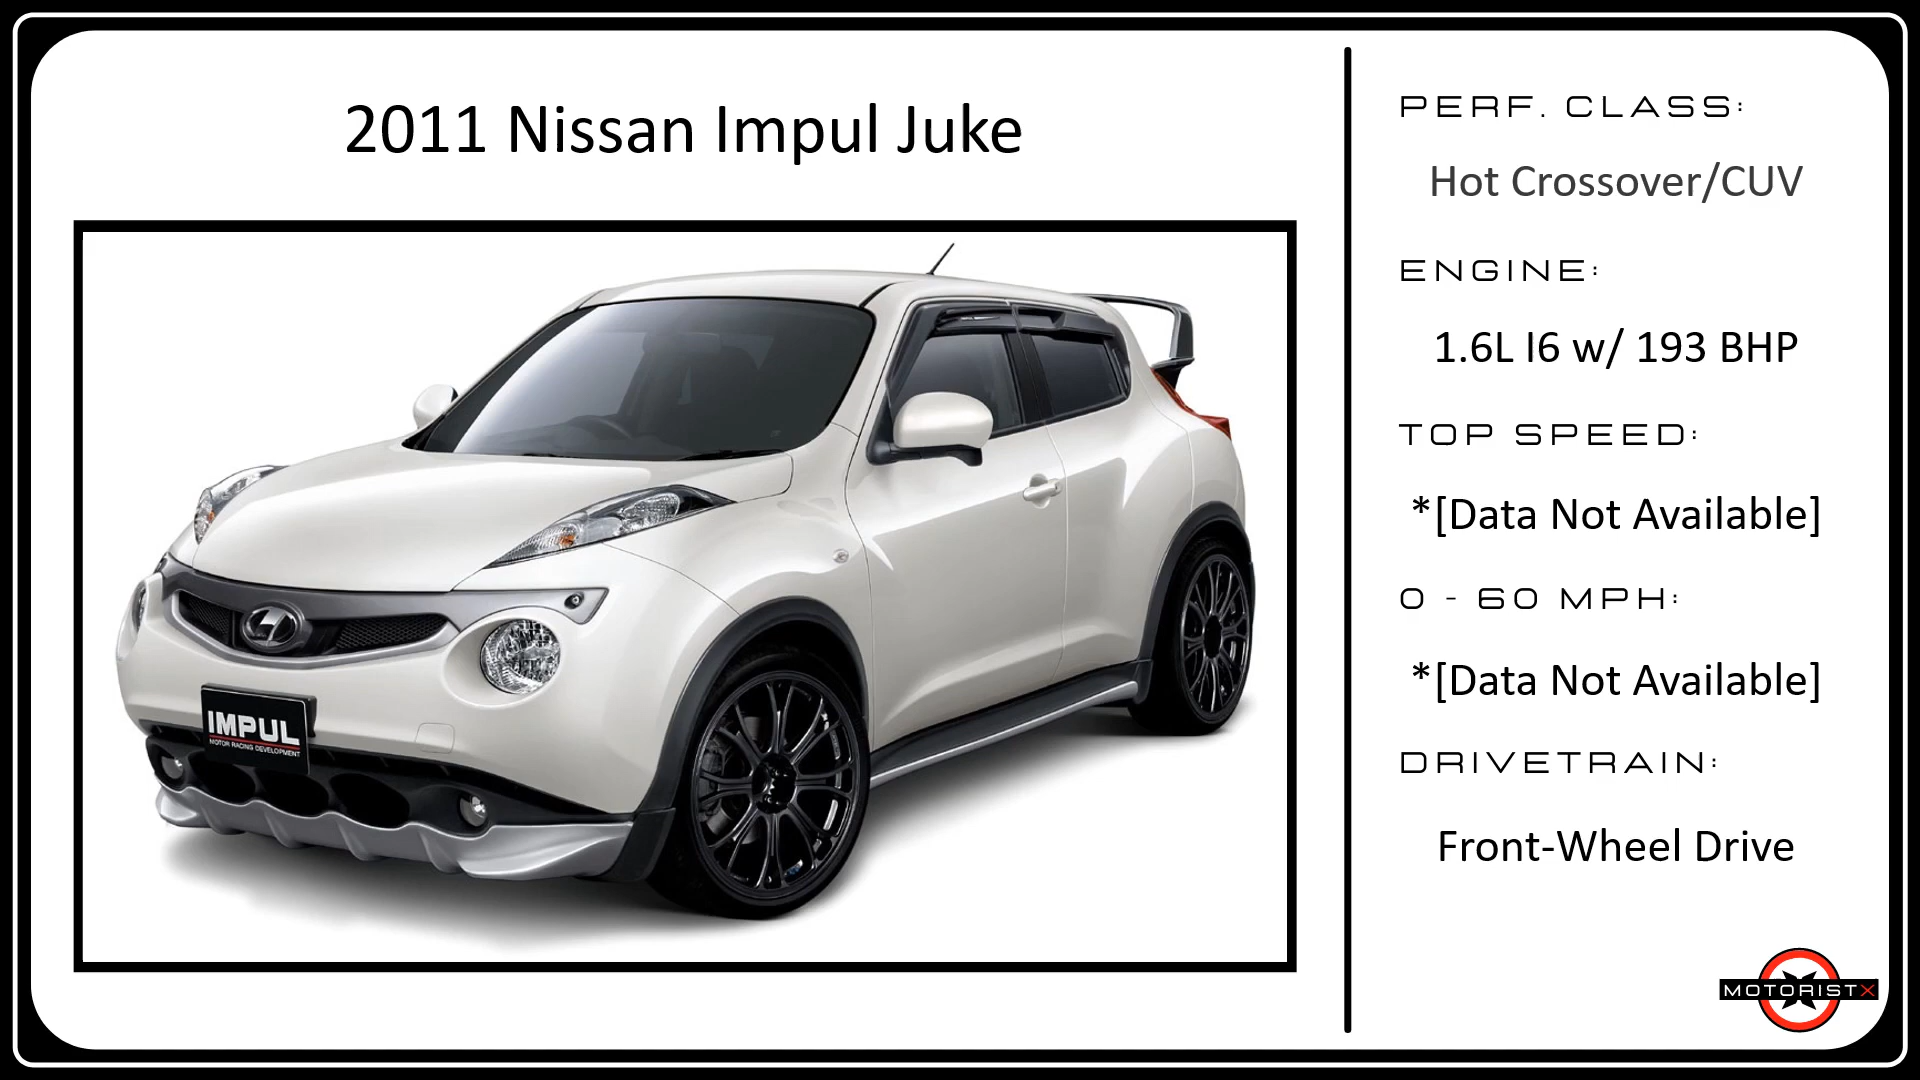 2011 Nissan Impul Juke
IMPUL
MOTOR RACING DEVELOPMENT
PERF. CLASS:
Hot Crossover/CUV
ENGINE:
1.6L I6 w/ 193 BHP
TOP SPEED:
*[Data Not Available]
0 - 60 MPH:
*[Data Not Available]
DRIVETRAIN:
Front-Wheel Drive
MOTORISTX